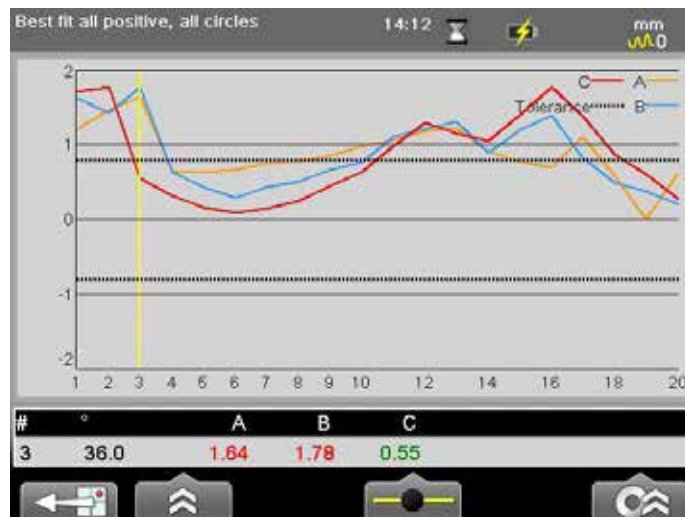 Best fit all positive, all circles 14:12 mm
0
2
C A
Tolerance B
1
0
-1
-2
1 2 3 4 5 6 7 8 9 10 12 14 16 18 20
# ° A B C
3 36.0 1.64 1.78 0.55